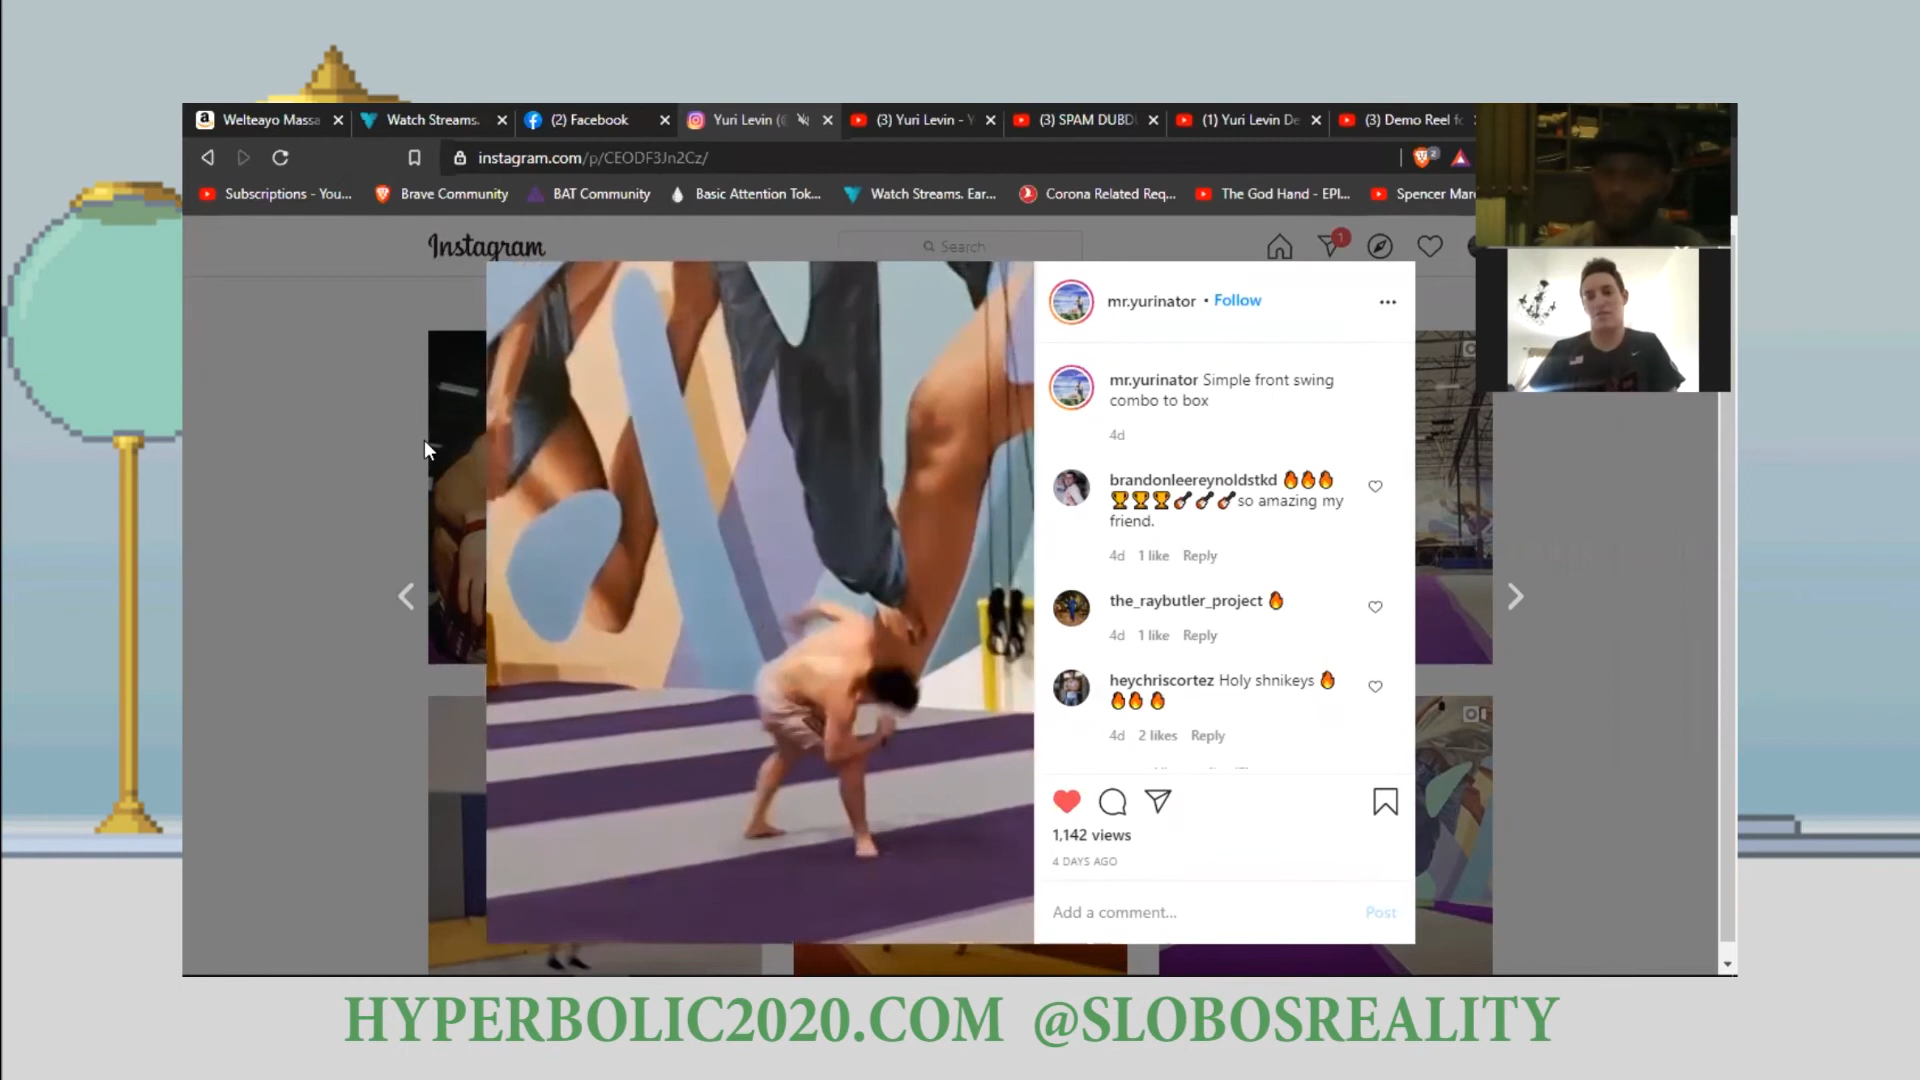 Welteayo Massa
Watch Streams.
(2) Facebook
Yuri Levin (
(3) Yuri Levin - Y
(3) SPAM DUBD
(1) Yuri Levin De
(3) Demo Reel fo
instagram.com/p/CEODF3Jn2Cz/
2
Subscriptions - You...
Brave Community
BAT Community
Basic Attention Tok...
Watch Streams. Ear...
Corona Related Req...
The God Hand - EPI...
Spencer Mar
Instagram
Search
1
mr.yurinator • Follow
mr.yurinator Simple front swing
combo to box
4d
brandonleereynoldstkd 🔥🔥🔥
🏆🏆🏆🎸🎸🎸so amazing my
friend.
4d 1 like Reply
the_raybutler_project 🔥
4d 1 like Reply
heychriscortez Holy shnikeys 🔥
🔥🔥 🔥
4d 2 likes Reply
1,142 views
4 DAYS AGO
Add a comment...
Post
HYPERBOLIC2020.COM @SLOBOSREALITY